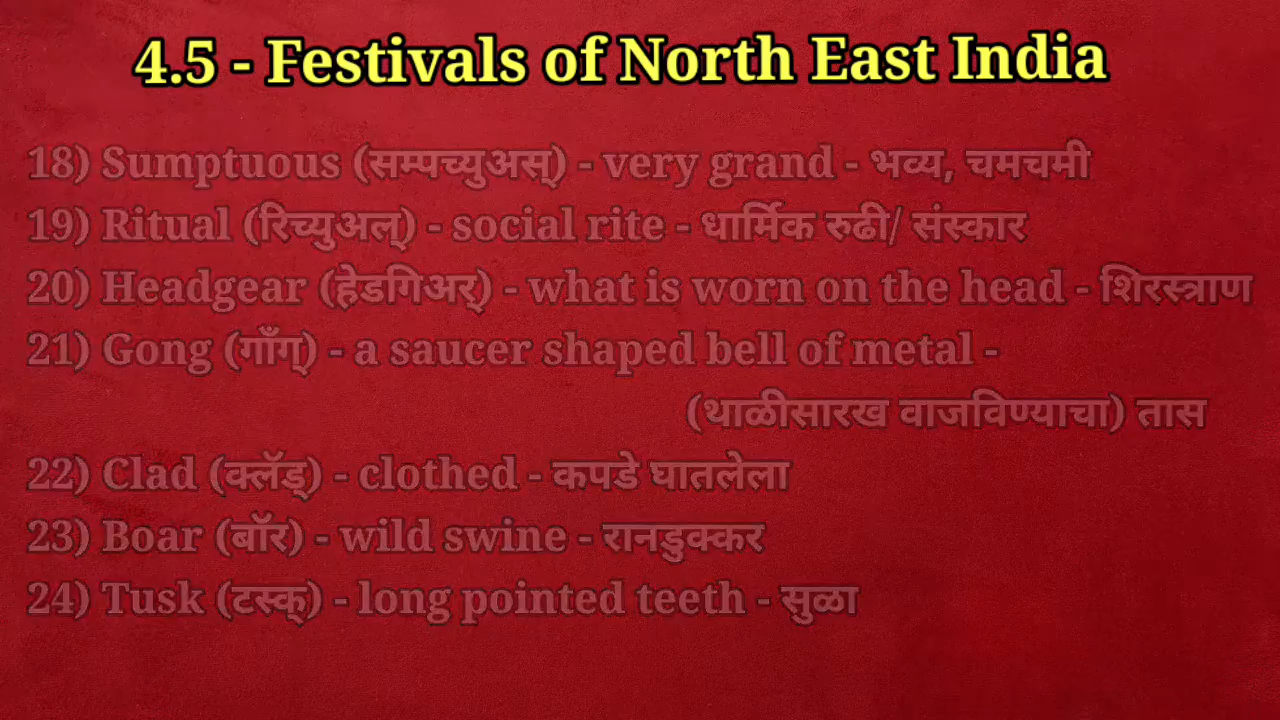 4.5 - Festivals of North East India
18) Sumptuous (सम्पच्युअस्) - very grand - भव्य, चमचमी
19) Ritual (रिच्युअल्) - social rite - धार्मिक रुढी/ संस्कार
20) Headgear (हेडगिअर्) - what is worn on the head - शिरस्त्राण
21) Gong (गाँग्) - a saucer shaped bell of metal -
(थाळीसारख वाजविण्याचा) तास
22) Clad (क्लॅड्) - clothed - कपडे घातलेला
23) Boar (बॉर) - wild swine - रानडुक्कर
24) Tusk (टस्क्) - long pointed teeth - सुळा